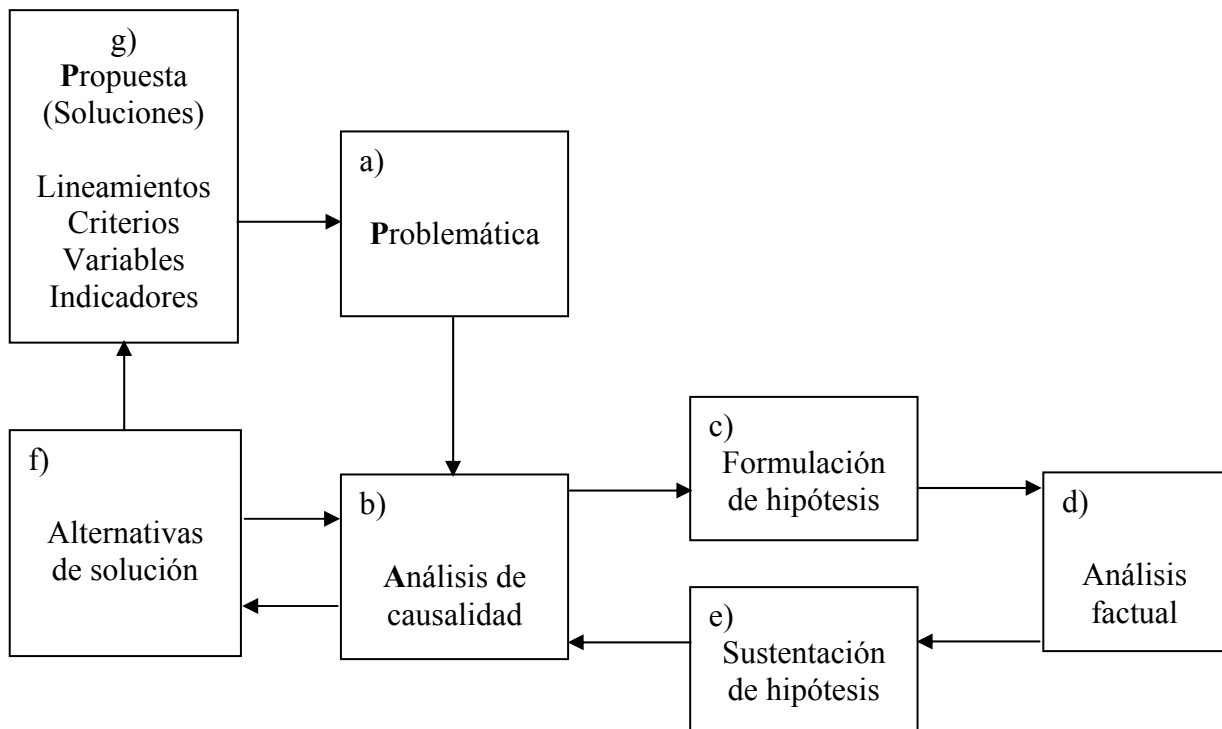 g)
Propuesta
(Soluciones)
Lineamientos
Criterios
Variables
Indicadores
a)
Problemática
f)
Alternativas
de solución
b)
Análisis de
causalidad
c)
Formulación
de hipótesis
d)
Análisis
factual
e)
Sustentación
de hipótesis